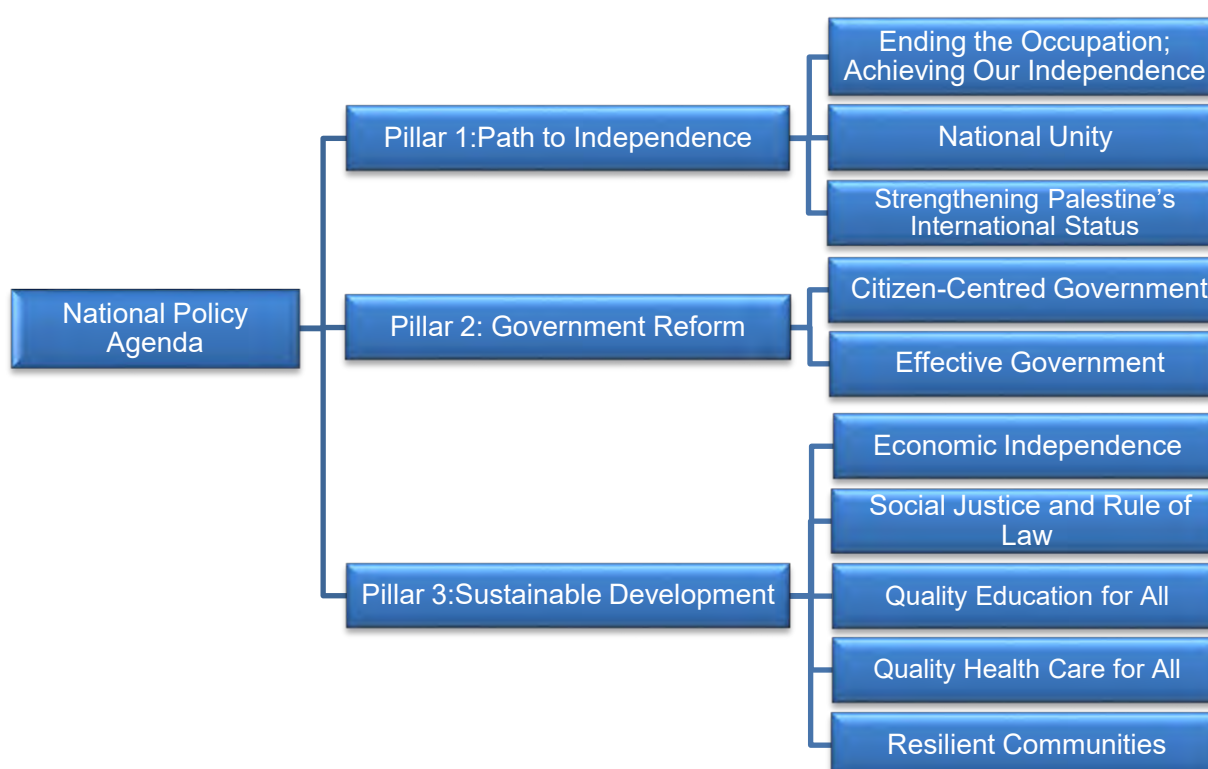 National Policy
Agenda
Pillar 1:Path to Independence
Ending the Occupation;
Achieving Our Independence
National Unity
Strengthening Palestine’s
International Status
Pillar 2: Government Reform
Citizen-Centred Government
Effective Government
Pillar 3:Sustainable Development
Economic Independence
Social Justice and Rule of
Law
Quality Education for All
Quality Health Care for All
Resilient Communities